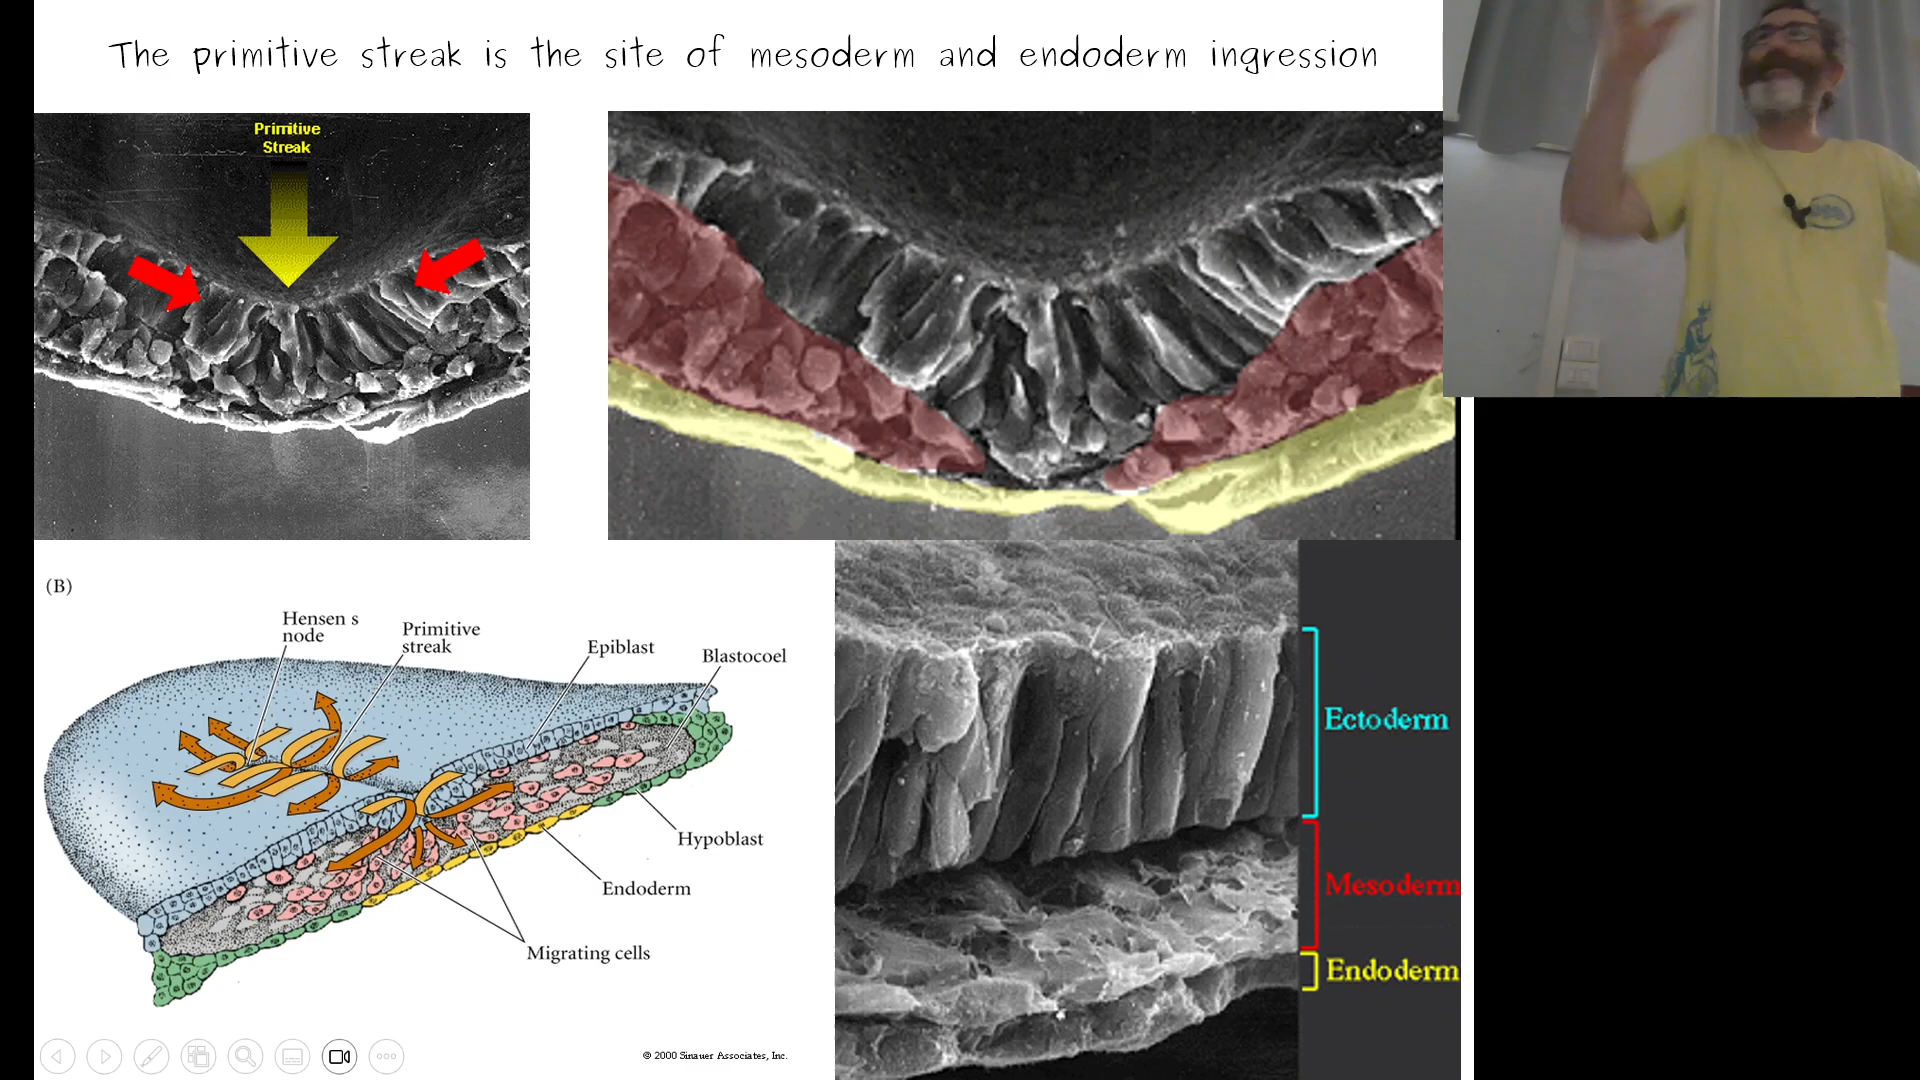 The primitive streak is the site of mesoderm and endoderm ingression
Primitive
Streak
(B)
Hensen s
node
Primitive
streak
Epiblast
Blastocoel
Hypoblast
Endoderm
Migrating cells
© 2000 Sinauer Associates, Inc.
Ectoderm
Mesoderm
Endoderm